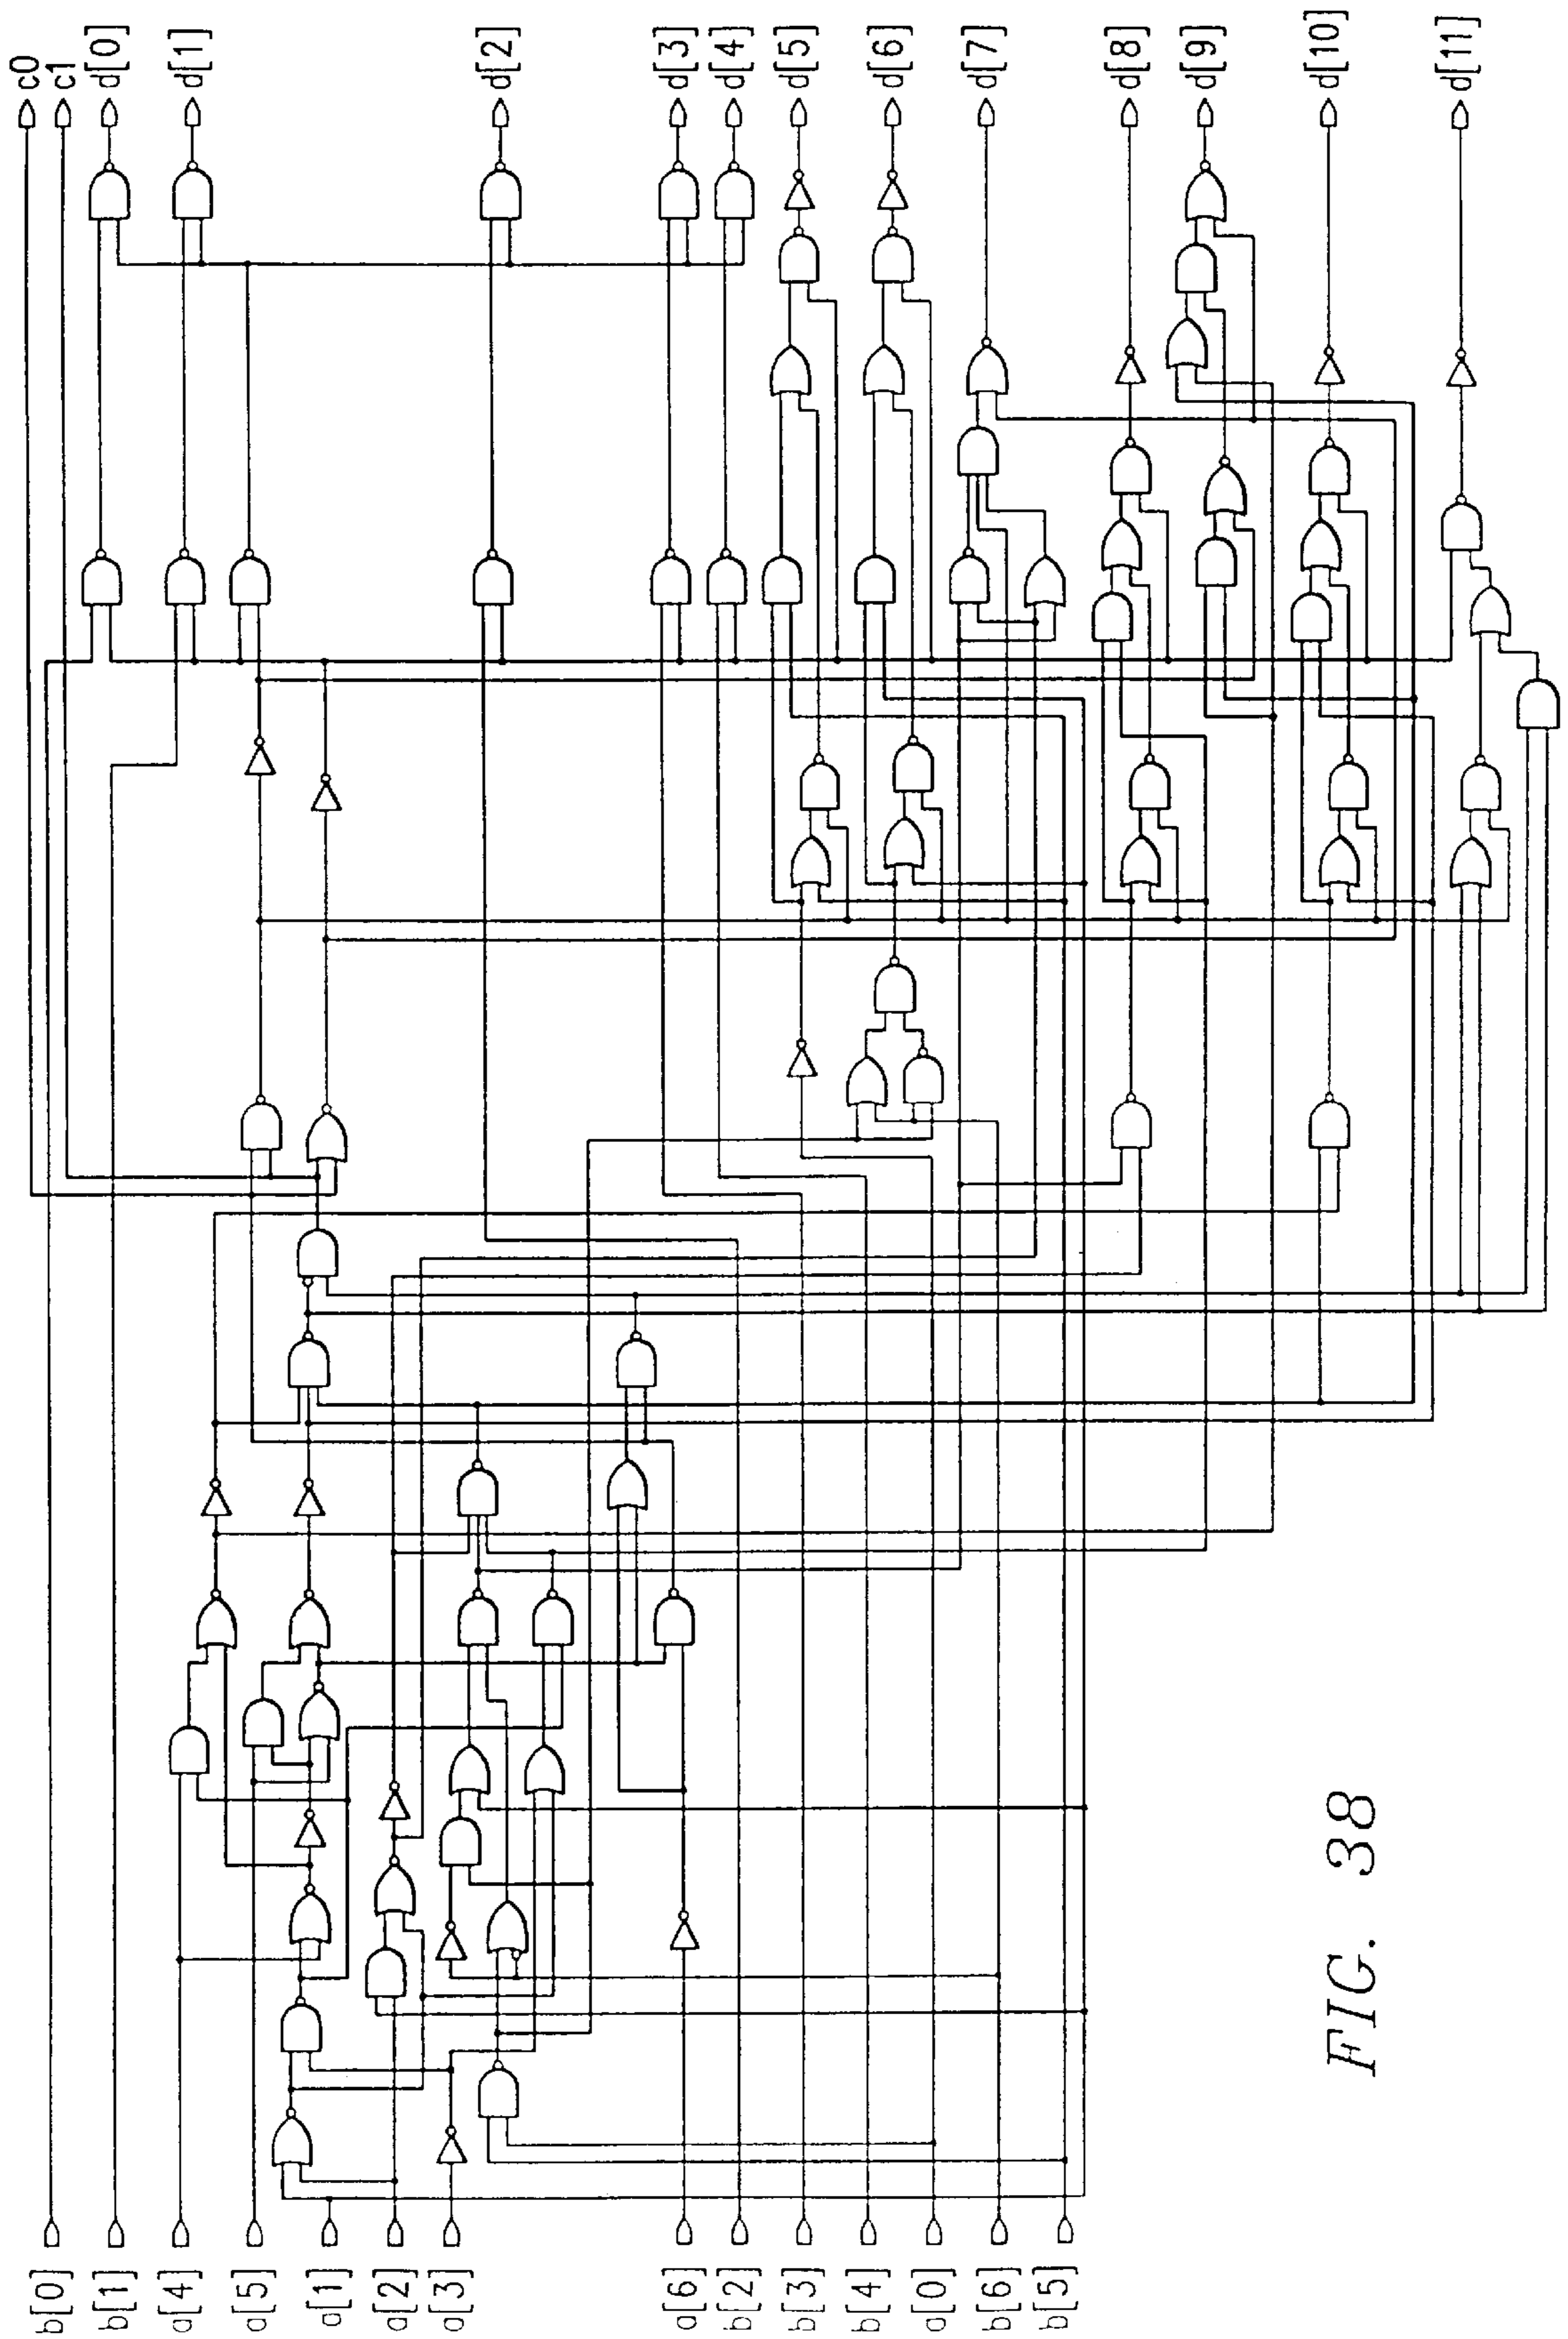 c0
c1
d[0]
d[1]
d[2]
d[3]
d[4]
d[5]
d[6]
d[7]
d[8]
d[9]
d[10]
d[11]
b[0]
b[1]
a[4]
a[5]
a[1]
a[2]
a[3]
a[6]
b[2]
b[3]
b[4]
a[0]
b[6]
b[5]
FIG. 38